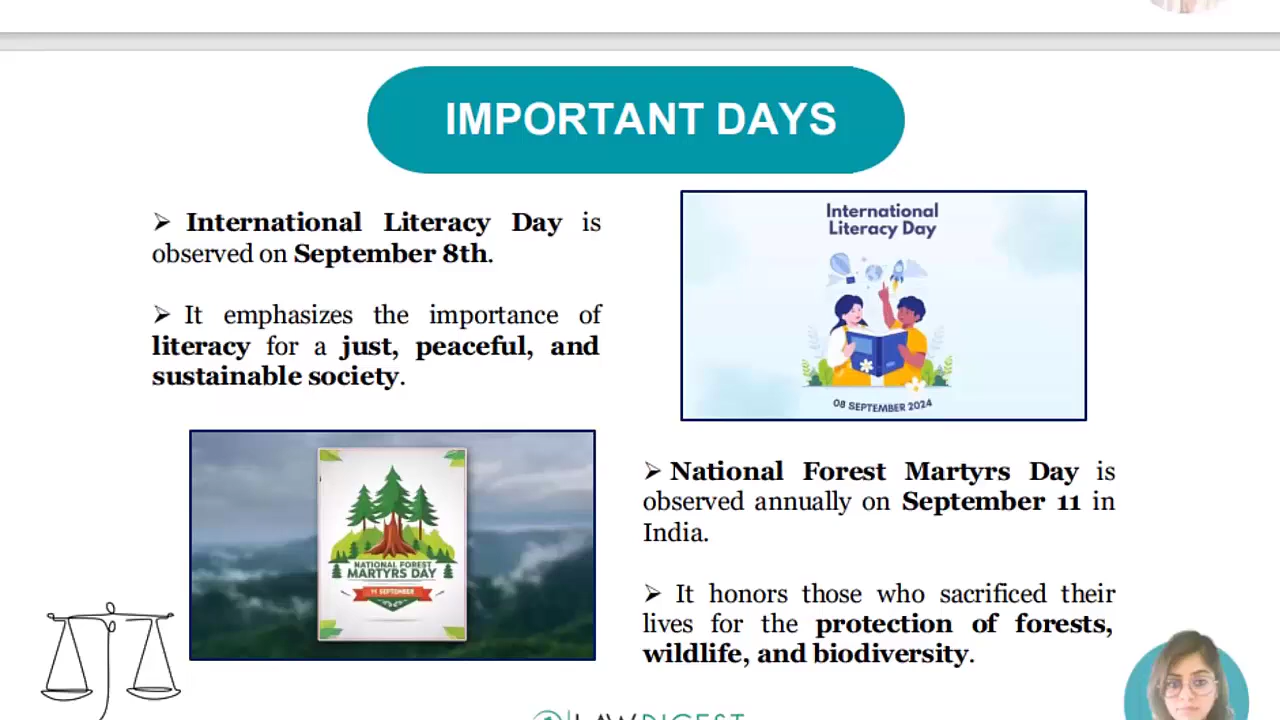 IMPORTANT DAYS
➢ International Literacy Day is
observed on September 8th.
➢ It emphasizes the importance of
literacy for a just, peaceful, and
sustainable society.
International
Literacy Day
08 SEPTEMBER 2024
NATIONAL FOREST
MARTYRS DAY
11 SEPTEMBER
➢ National Forest Martyrs Day is
observed annually on September 11 in
India.
➢ It honors those who sacrificed their
lives for the protection of forests,
wildlife, and biodiversity.
LAWDIGEST